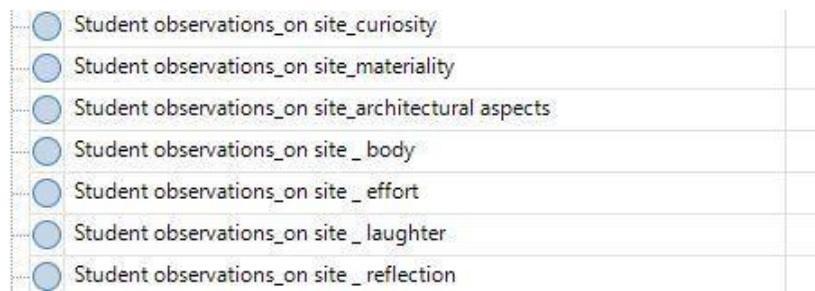 Student observations_on site_curiosity
Student observations_on site_materiality
Student observations_on site_architectural aspects
Student observations_on site _ body
Student observations_on site _ effort
Student observations_on site _ laughter
Student observations_on site _ reflection